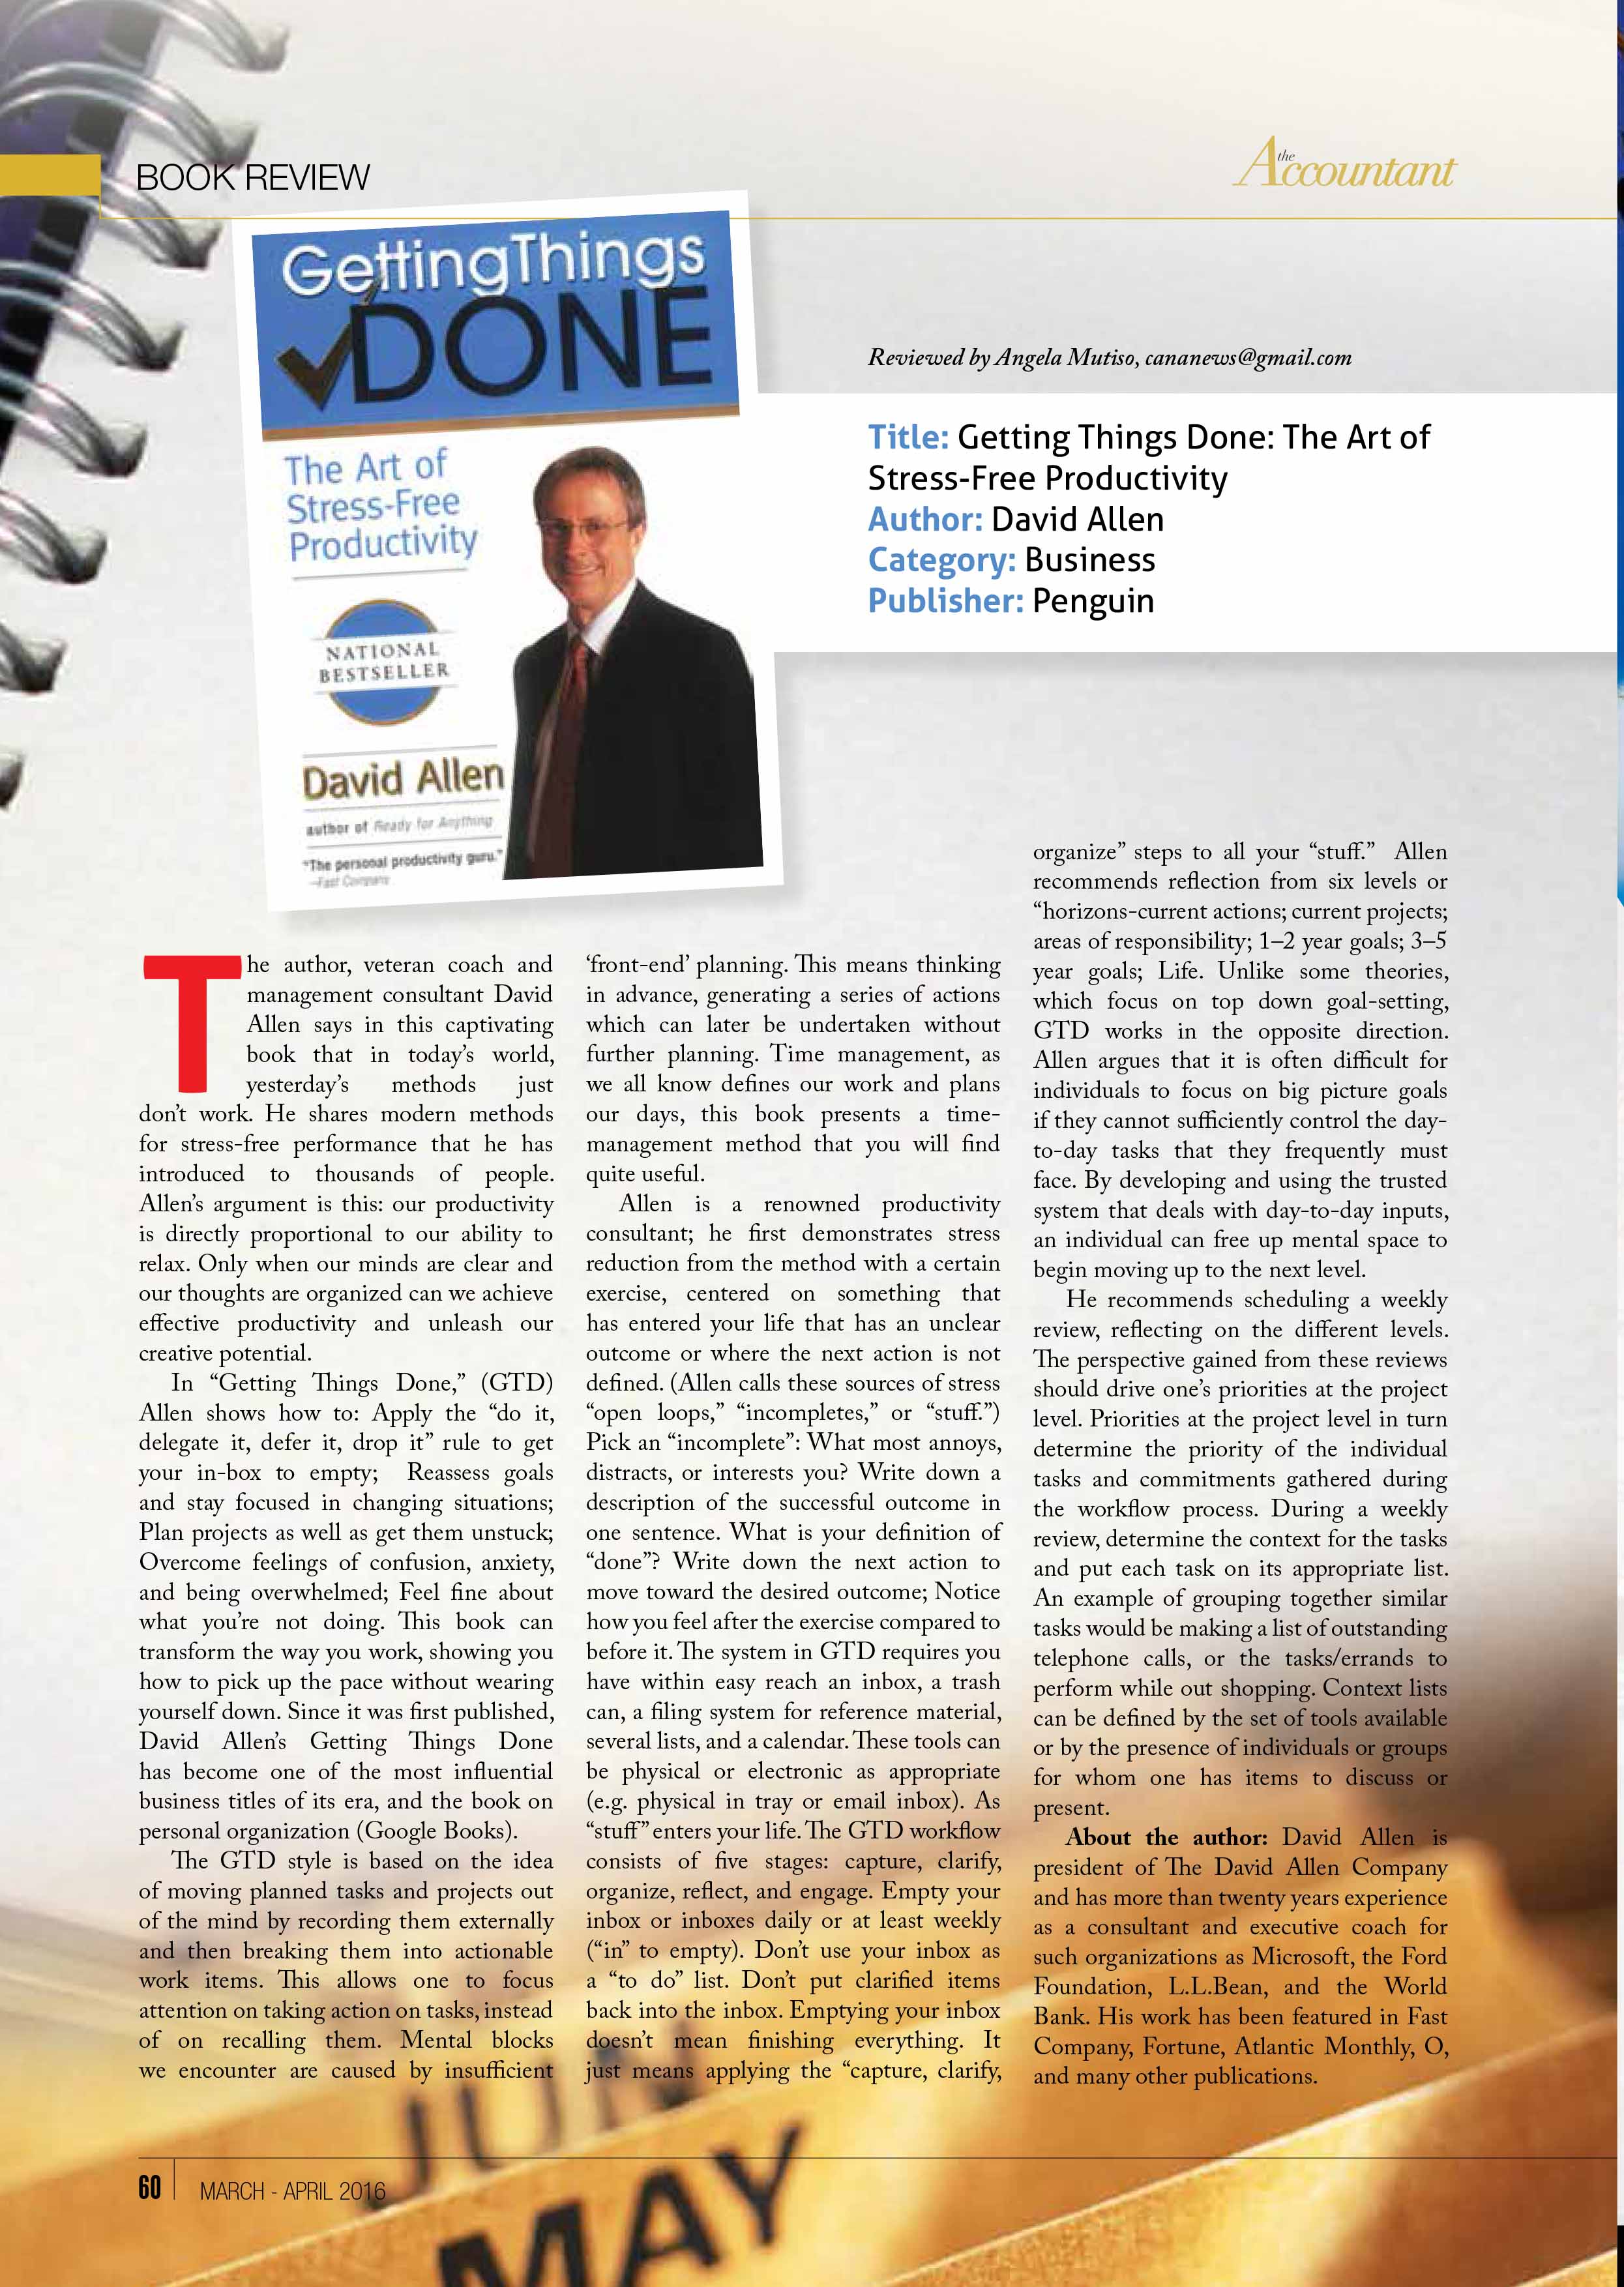 BOOK REVIEW
the Accountant
GettingThings
DONE
The Art of
Stress-Free
Productivity
NATIONAL
BESTSELLER
David Allen
author of Ready for Anything
"The personal productivity guru."
—Fast Company
Reviewed by Angela Mutiso, cananews@gmail.com
Title: Getting Things Done: The Art of
Stress-Free Productivity
Author: David Allen
Category: Business
Publisher: Penguin
The author, veteran coach and
management consultant David
Allen says in this captivating
book that in today's world,
yesterday's methods just
don't work. He shares modern methods
for stress-free performance that he has
introduced to thousands of people.
Allen's argument is this: our productivity
is directly proportional to our ability to
relax. Only when our minds are clear and
our thoughts are organized can we achieve
effective productivity and unleash our
creative potential.
In “Getting Things Done,” (GTD)
Allen shows how to: Apply the “do it,
delegate it, defer it, drop it” rule to get
your in-box to empty; Reassess goals
and stay focused in changing situations;
Plan projects as well as get them unstuck;
Overcome feelings of confusion, anxiety,
and being overwhelmed; Feel fine about
what you're not doing. This book can
transform the way you work, showing you
how to pick up the pace without wearing
yourself down. Since it was first published,
David Allen's Getting Things Done
has become one of the most influential
business titles of its era, and the book on
personal organization (Google Books).
The GTD style is based on the idea
of moving planned tasks and projects out
of the mind by recording them externally
and then breaking them into actionable
work items. This allows one to focus
attention on taking action on tasks, instead
of on recalling them. Mental blocks
we encounter are caused by insufficient
‘front-end’ planning. This means thinking
in advance, generating a series of actions
which can later be undertaken without
further planning. Time management, as
we all know defines our work and plans
our days, this book presents a time-
management method that you will find
quite useful.
Allen is a renowned productivity
consultant; he first demonstrates stress
reduction from the method with a certain
exercise, centered on something that
has entered your life that has an unclear
outcome or where the next action is not
defined. (Allen calls these sources of stress
“open loops,” “incompletes,” or “stuff.”)
Pick an “incomplete”: What most annoys,
distracts, or interests you? Write down a
description of the successful outcome in
one sentence. What is your definition of
“done”? Write down the next action to
move toward the desired outcome; Notice
how you feel after the exercise compared to
before it. The system in GTD requires you
have within easy reach an inbox, a trash
can, a filing system for reference material,
several lists, and a calendar. These tools can
be physical or electronic as appropriate
(e.g. physical in tray or email inbox). As
“stuff” enters your life. The GTD workflow
consists of five stages: capture, clarify,
organize, reflect, and engage. Empty your
inbox or inboxes daily or at least weekly
(“in” to empty). Don't use your inbox as
a “to do” list. Don't put clarified items
back into the inbox. Emptying your inbox
doesn't mean finishing everything. It
just means applying the “capture, clarify,
organize” steps to all your “stuff.” Allen
recommends reflection from six levels or
“horizons-current actions; current projects;
areas of responsibility; 1–2 year goals; 3–5
year goals; Life. Unlike some theories,
which focus on top down goal-setting,
GTD works in the opposite direction.
Allen argues that it is often difficult for
individuals to focus on big picture goals
if they cannot sufficiently control the day-
to-day tasks that they frequently must
face. By developing and using the trusted
system that deals with day-to-day inputs,
an individual can free up mental space to
begin moving up to the next level.
He recommends scheduling a weekly
review, reflecting on the different levels.
The perspective gained from these reviews
should drive one's priorities at the project
level. Priorities at the project level in turn
determine the priority of the individual
tasks and commitments gathered during
the workflow process. During a weekly
review, determine the context for the tasks
and put each task on its appropriate list.
An example of grouping together similar
tasks would be making a list of outstanding
telephone calls, or the tasks/errands to
perform while out shopping. Context lists
can be defined by the set of tools available
or by the presence of individuals or groups
for whom one has items to discuss or
present.
About the author: David Allen is
president of The David Allen Company
and has more than twenty years experience
as a consultant and executive coach for
such organizations as Microsoft, the Ford
Foundation, L.L.Bean, and the World
Bank. His work has been featured in Fast
Company, Fortune, Atlantic Monthly, O,
and many other publications.
JUN
MAY
60
MARCH - APRIL 2016